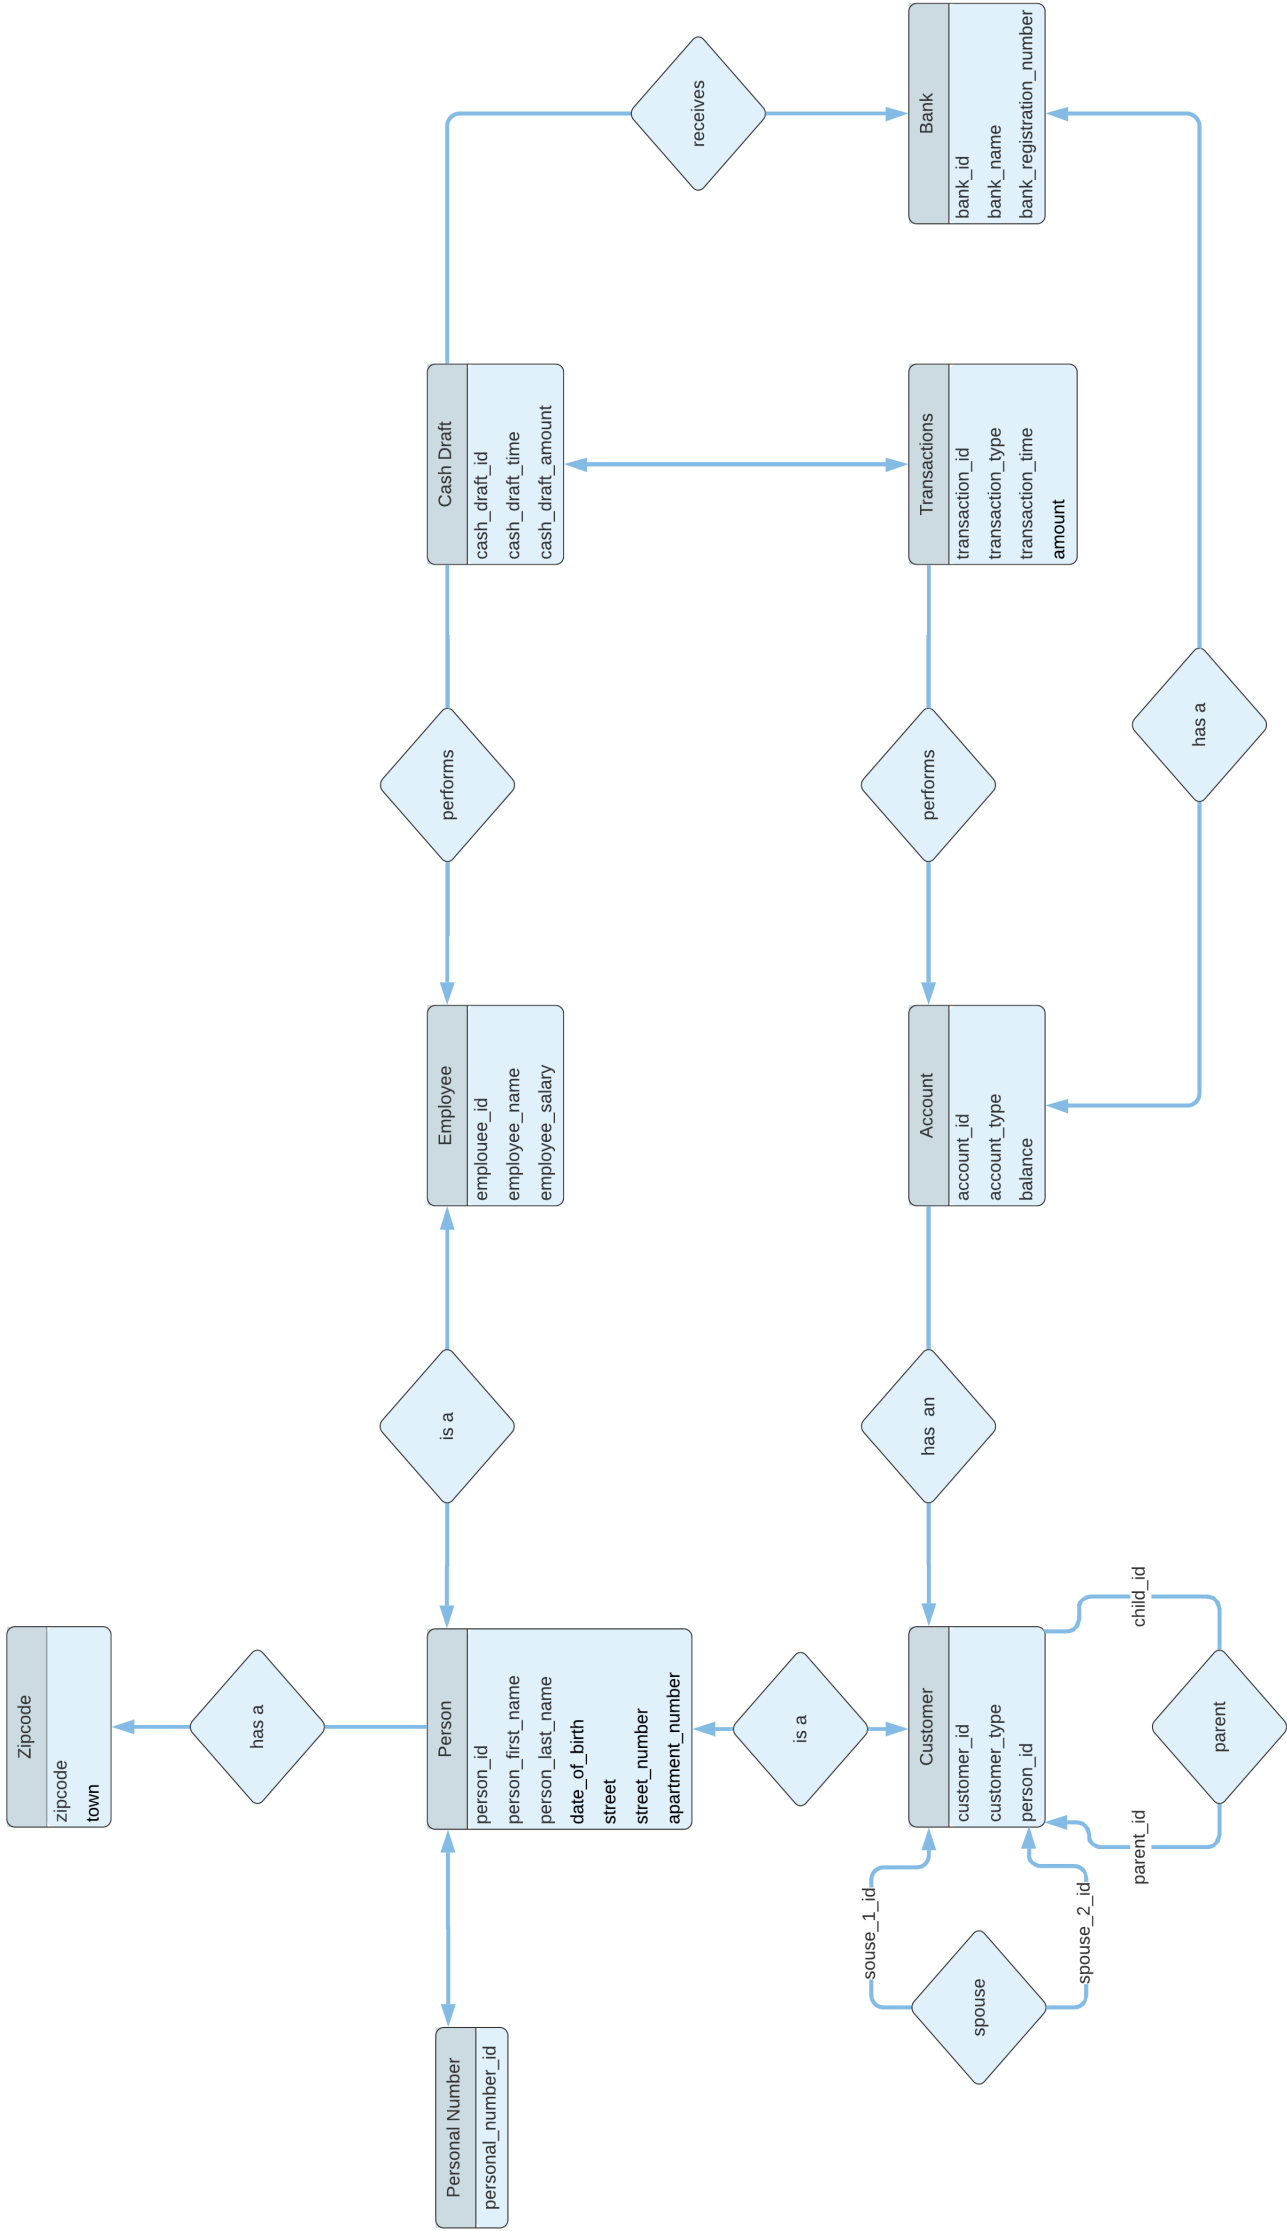 Zipcode
zipcode
town
has a
Personal Number
personal_number_id
Person
person_id
person_first_name
person_last_name
date_of_birth
street
street_number
apartment_number
is a
Employee
emplouee_id
employee_name
employee_salary
performs
Cash Draft
cash_draft_id
cash_draft_time
cash_draft_amount
receives
is a
spouse
souse_1_id
spouse_2_id
Customer
customer_id
customer_type
person_id
has an
Account
account_id
account_type
balance
performs
Transactions
transaction_id
transaction_type
transaction_time
amount
Bank
bank_id
bank_name
bank_registration_number
parent_id
child_id
parent
has a